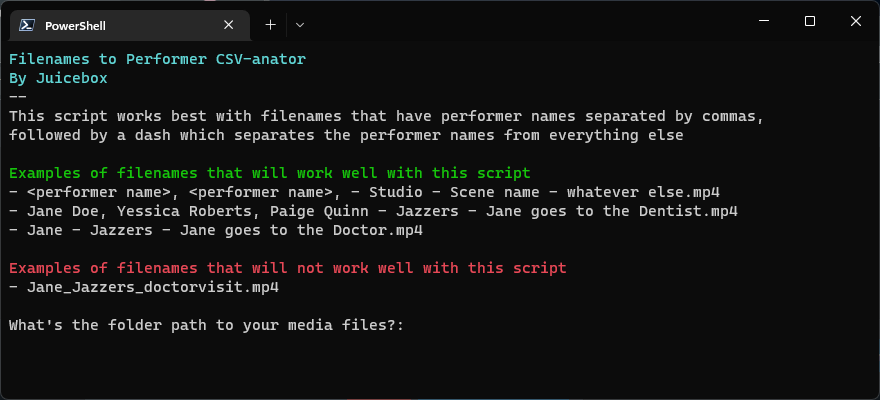 PowerShell
Filenames to Performer CSV-anator
By Juicebox
--
This script works best with filenames that have performer names separated by commas,
followed by a dash which separates the performer names from everything else
Examples of filenames that will work well with this script
- <performer name>, <performer name>, - Studio - Scene name - whatever else.mp4
- Jane Doe, Yessica Roberts, Paige Quinn - Jazzers - Jane goes to the Dentist.mp4
- Jane - Jazzers - Jane goes to the Doctor.mp4
Examples of filenames that will not work well with this script
- Jane_Jazzers_doctorvisit.mp4
What's the folder path to your media files?: